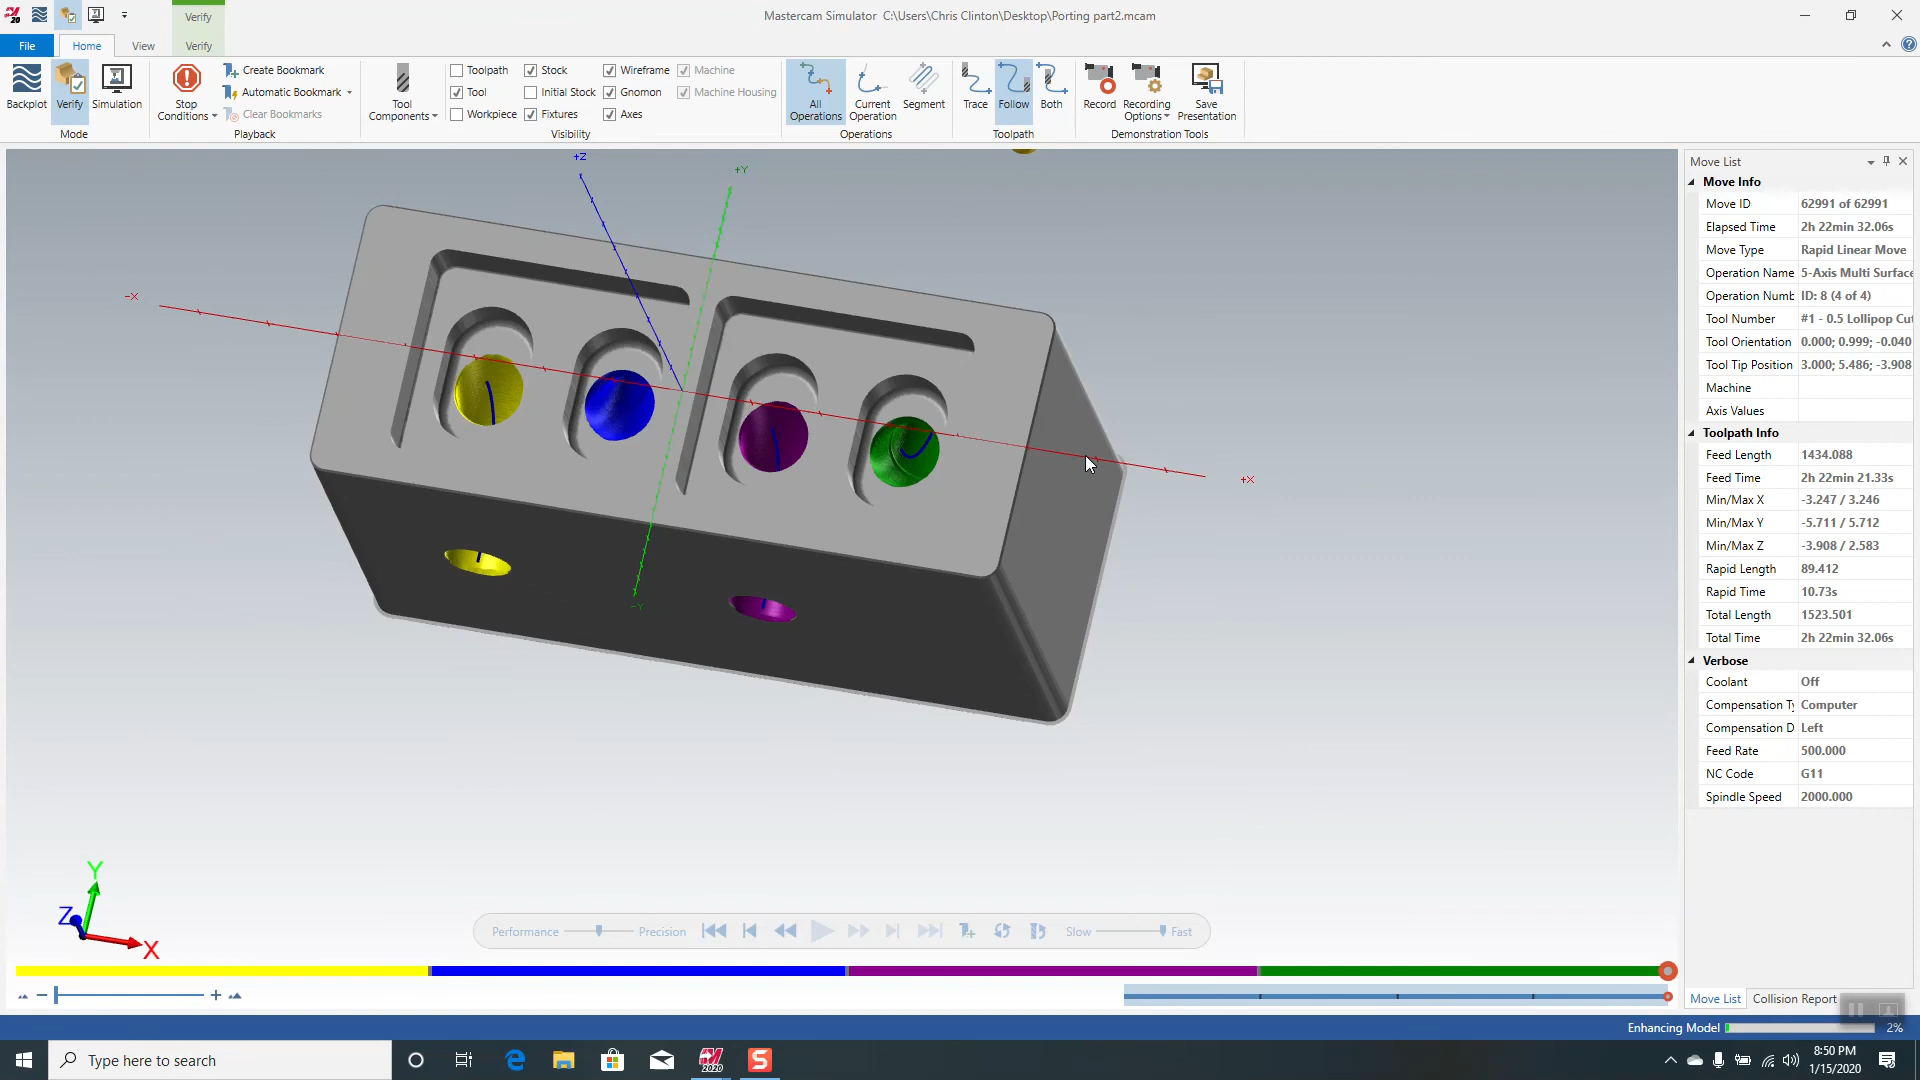 Verify
Mastercam Simulator  C:\Users\Chris Clinton\Desktop\Porting part2.mcam
File
Home
View
Verify
Backplot
Verify
Simulation
Mode
Stop Conditions
Create Bookmark
Automatic Bookmark
Clear Bookmarks
Playback
Tool Components
Toolpath
Tool
Workpiece
Stock
Initial Stock
Fixtures
Wireframe
Gnomon
Axes
Machine
Machine Housing
Visibility
All Operations
Current Operation
Segment
Operations
Trace
Follow
Both
Toolpath
Record
Recording Options
Save Presentation
Demonstration Tools
+Z
+Y
-X
+X
-Y
Y
Z
X
Move List
Move Info
Move ID 62991 of 62991
Elapsed Time 2h 22min 32.06s
Move Type Rapid Linear Move
Operation Name 5-Axis Multi Surface
Operation Numb ID: 8 (4 of 4)
Tool Number #1 - 0.5 Lollipop Cut
Tool Orientation 0.000; 0.999; -0.040
Tool Tip Position 3.000; 5.486; -3.908
Machine
Axis Values
Toolpath Info
Feed Length 1434.088
Feed Time 2h 22min 21.33s
Min/Max X -3.247 / 3.246
Min/Max Y -5.711 / 5.712
Min/Max Z -3.908 / 2.583
Rapid Length 89.412
Rapid Time 10.73s
Total Length 1523.501
Total Time 2h 22min 32.06s
Verbose
Coolant Off
Compensation Ty Computer
Compensation D Left
Feed Rate 500.000
NC Code G11
Spindle Speed 2000.000
Performance
Precision
Slow
Fast
Move List
Collision Report
Enhancing Model 2%
Type here to search
2020
8:50 PM
1/15/2020